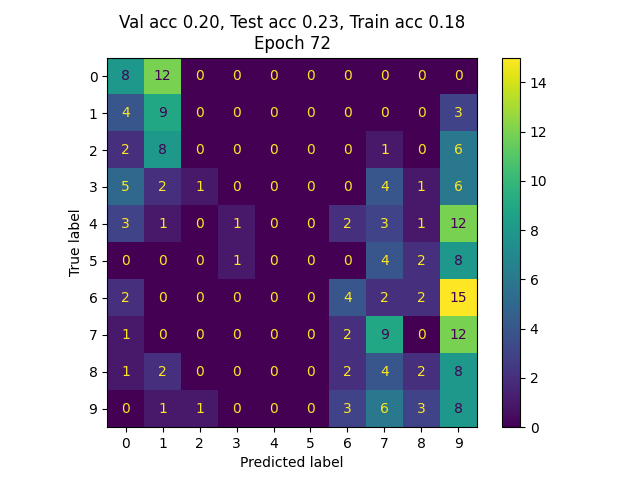 Val acc 0.20, Test acc 0.23, Train acc 0.18
Epoch 72
0 8 12 0 0 0 0 0 0 0 0
1 4 9 0 0 0 0 0 0 0 3
2 2 8 0 0 0 0 0 1 0 6
3 5 2 1 0 0 0 0 4 1 6
4 3 1 0 1 0 0 2 3 1 12
5 0 0 0 1 0 0 0 4 2 8
6 2 0 0 0 0 0 4 2 2 15
7 1 0 0 0 0 0 2 9 0 12
8 1 2 0 0 0 0 2 4 2 8
9 0 1 1 0 0 0 3 6 3 8
0 1 2 3 4 5 6 7 8 9
Predicted label
True label
14
12
10
8
6
4
2
0